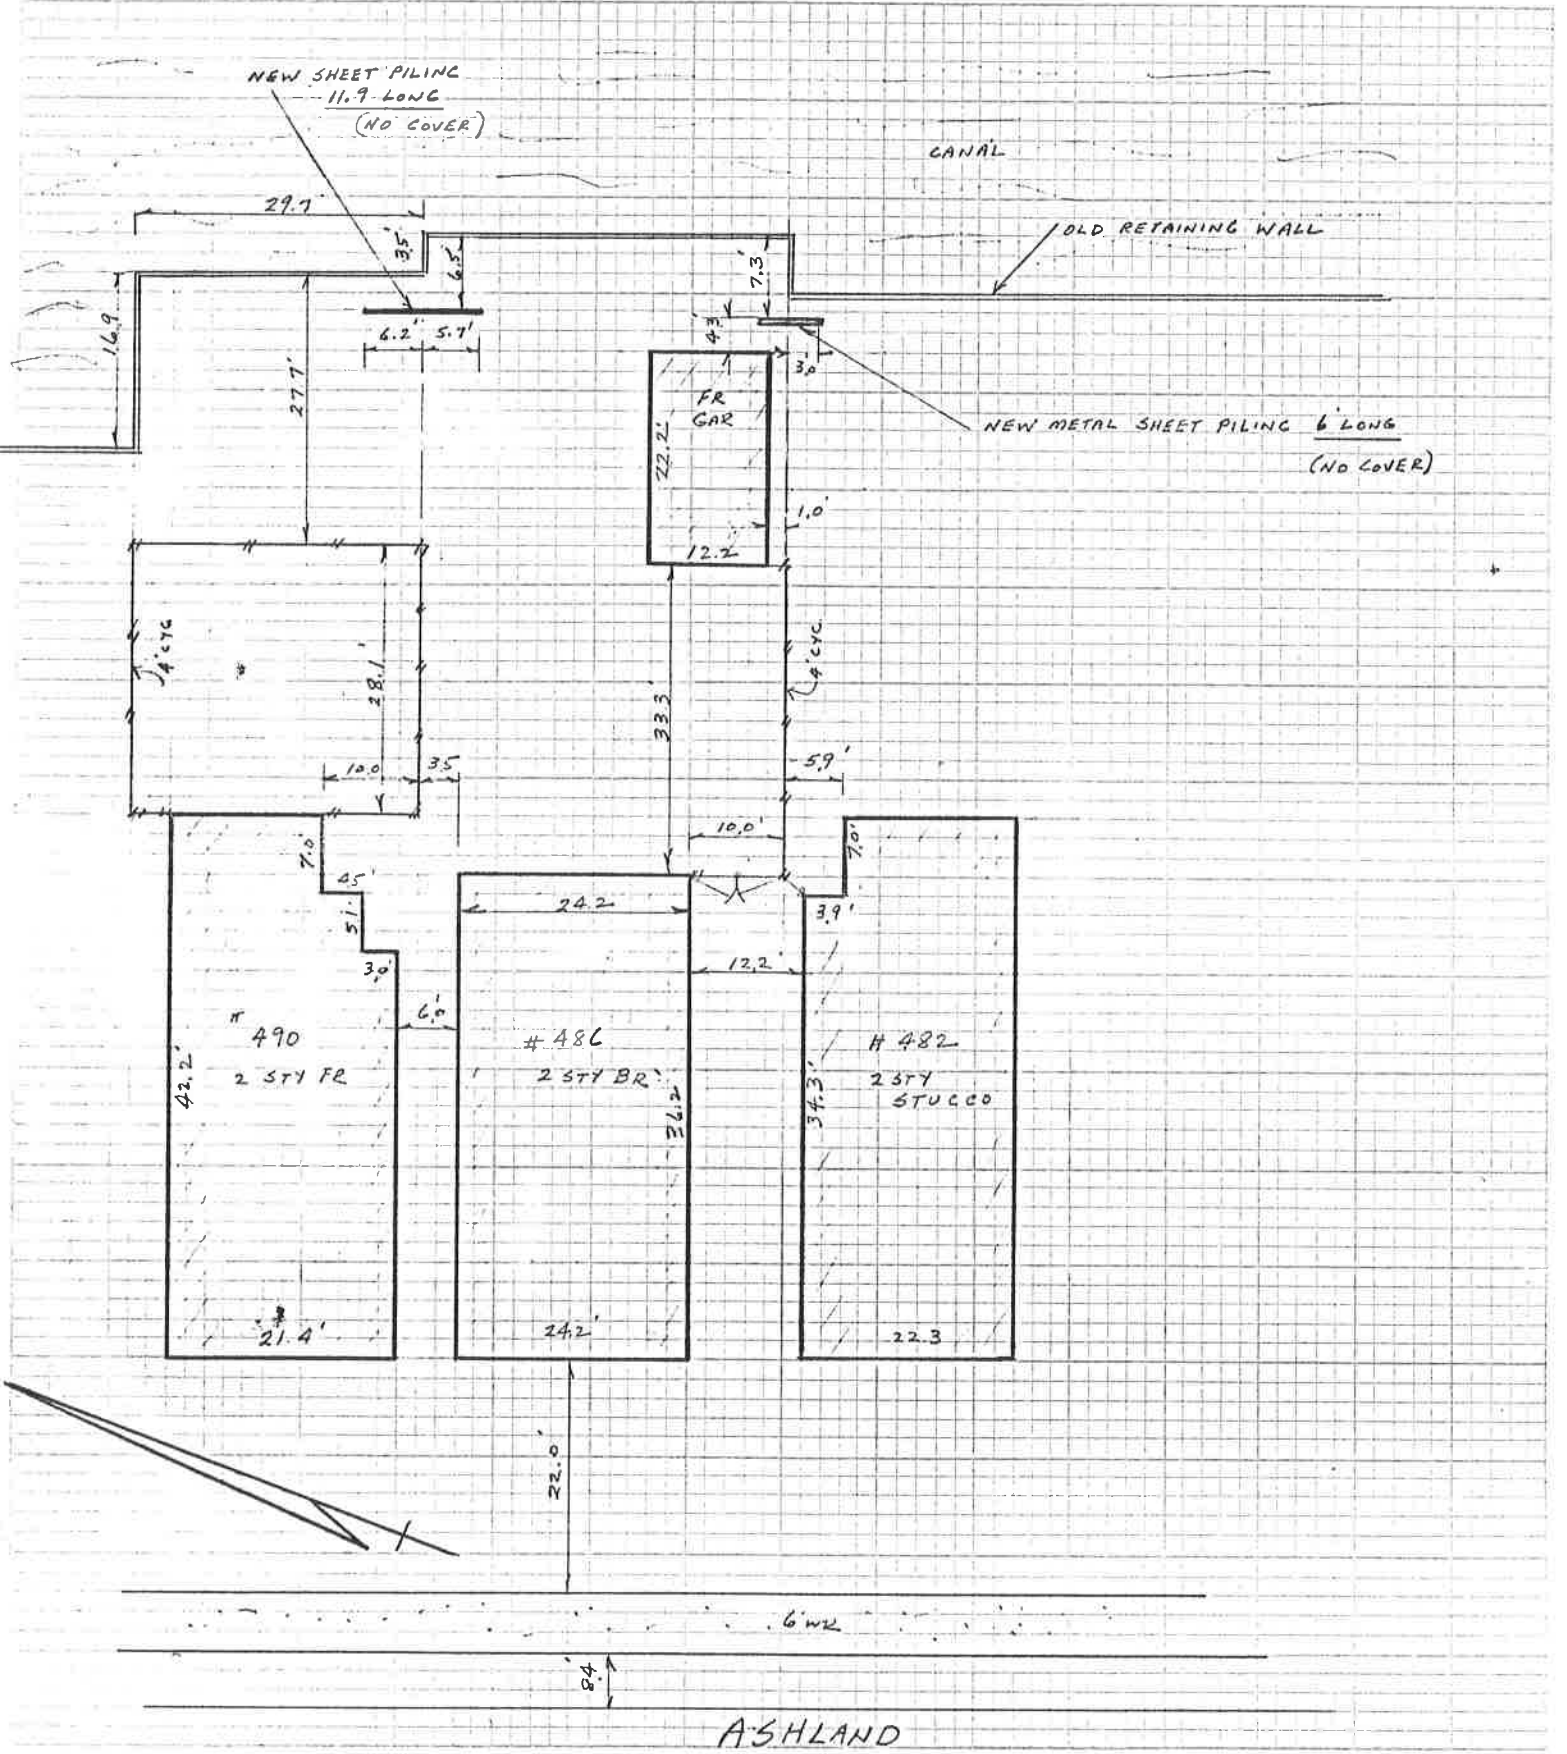 NEW SHEET PILING
11.9 LONG
(NO COVER)
CANAL
29.7'
OLD RETAINING WALL
3.5'
6.5'
7.3'
16.9
27.7'
6.2'
5.7'
4.3'
3.0'
FR
GAR
22.2'
12.2
1.0'
NEW METAL SHEET PILING 6' LONG
(NO COVER)
4' CYC
28.1'
33.3'
4' CYC
10.0
3.5
5.9'
10.0'
7.0'
7.0'
4.5'
5.1'
3.0'
24.2
3.9'
12.2
6.0'
# 490
2 STY FR
42.2'
# 486
2 STY BR
36.2
# 482
2 STY
STUCCO
34.3'
21.4'
24.2'
22.3
22.0'
6' WK
8.4'
ASHLAND